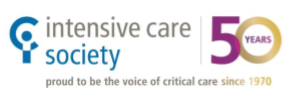 intensive care
society
50 YEARS
proud to be the voice of critical care since 1970